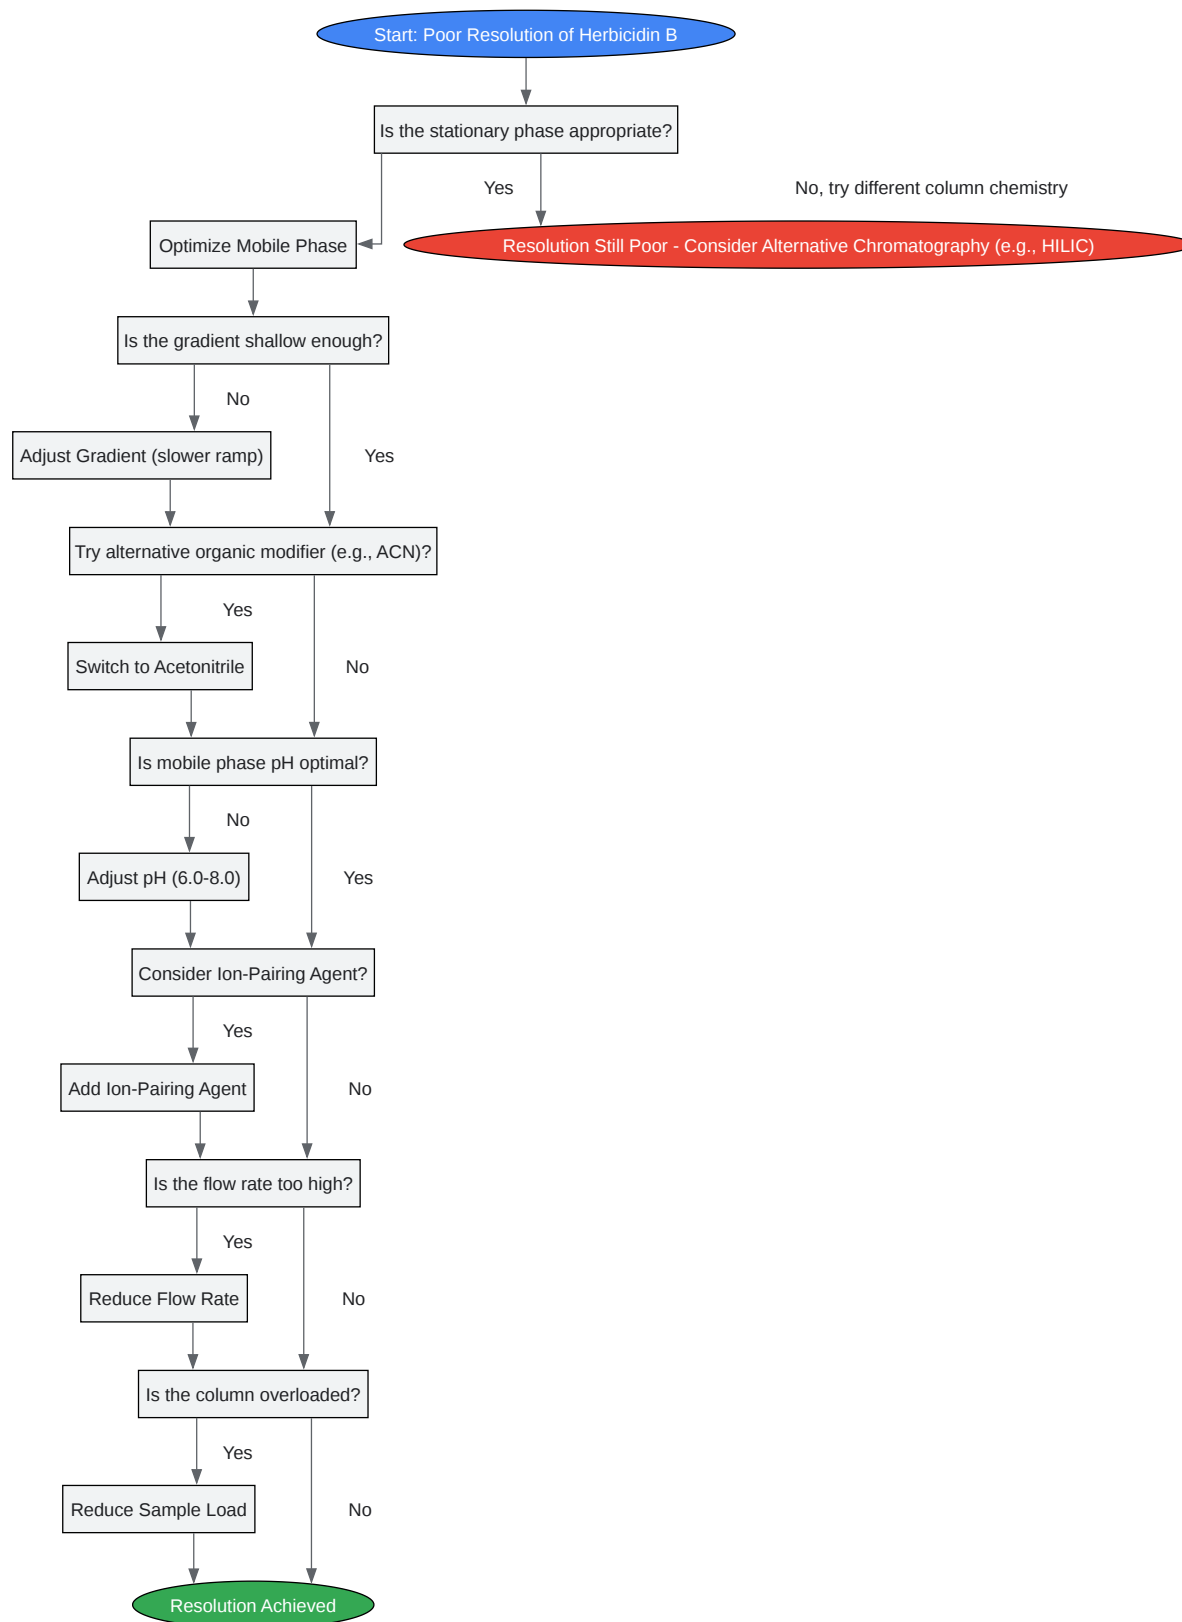 Start: Poor Resolution of Herbicidin B
Is the stationary phase appropriate?
Yes
No, try different column chemistry
Optimize Mobile Phase
Resolution Still Poor - Consider Alternative Chromatography (e.g., HILIC)
Is the gradient shallow enough?
No
Adjust Gradient (slower ramp)
Yes
Try alternative organic modifier (e.g., ACN)?
Yes
Switch to Acetonitrile
No
Is mobile phase pH optimal?
No
Adjust pH (6.0-8.0)
Yes
Consider Ion-Pairing Agent?
Yes
Add Ion-Pairing Agent
No
Is the flow rate too high?
Yes
Reduce Flow Rate
No
Is the column overloaded?
Yes
Reduce Sample Load
No
Resolution Achieved